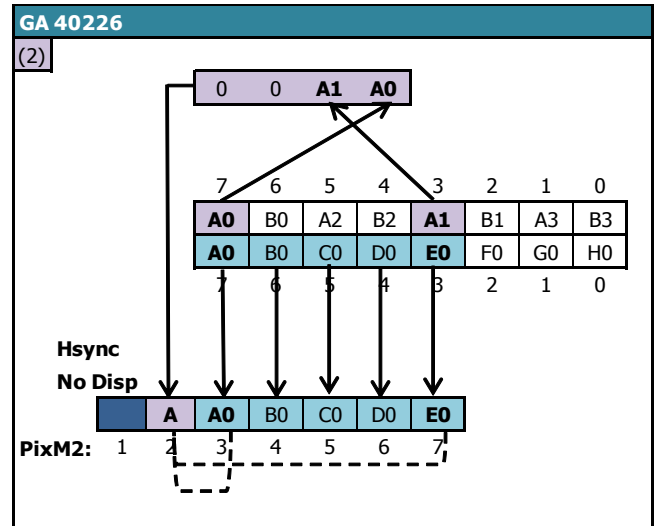 GA 40226
(2)
0 0 A1 A0
7 6 5 4 3 2 1 0
A0 B0 A2 B2 A1 B1 A3 B3
A0 B0 C0 D0 E0 F0 G0 H0
7 6 5 4 3 2 1 0
Hsync
No Disp
A A0 B0 C0 D0 E0
PixM2: 1 2 3 4 5 6 7